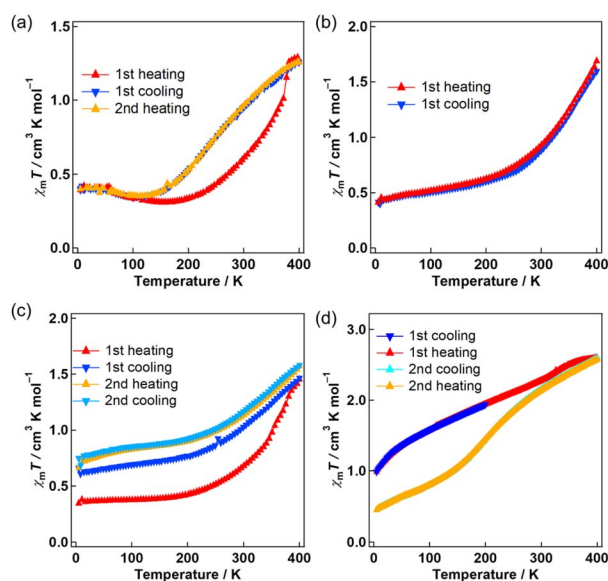 (a)
1.5
1.0
0.5
0.0
χmT / cm³ K mol⁻¹
1st heating
1st cooling
2nd heating
0 100 200 300 400
Temperature / K
(b)
2.0
1.5
1.0
0.5
0.0
χmT / cm³ K mol⁻¹
1st heating
1st cooling
0 100 200 300 400
Temperature / K
(c)
2.0
1.5
1.0
0.5
0.0
χmT / cm³ K mol⁻¹
1st heating
1st cooling
2nd heating
2nd cooling
0 100 200 300 400
Temperature / K
(d)
3.0
2.0
1.0
0.0
χmT / cm³ K mol⁻¹
1st cooling
1st heating
2nd cooling
2nd heating
0 100 200 300 400
Temperature / K